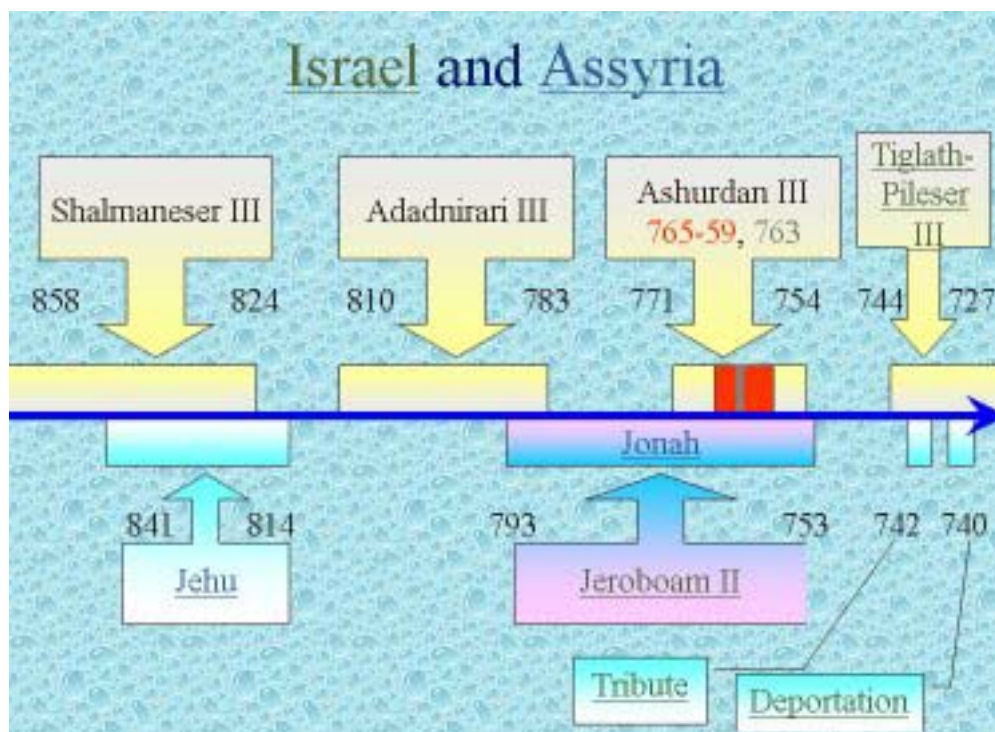 Israel and Assyria
Shalmaneser III
Adadnirari III
Ashurdan III
765-59, 763
Tiglath-
Pileser
III
858
824
810
783
771
754
744
727
Jonah
841
814
793
753
742
740
Jehu
Jeroboam II
Tribute
Deportation